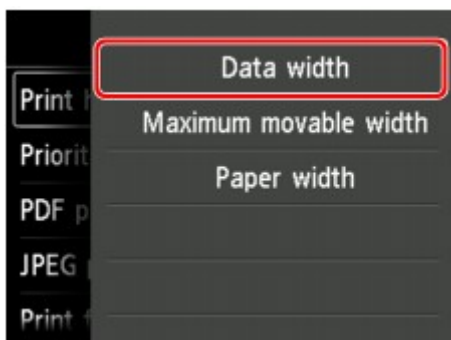 Data width
Print
Maximum movable width
Priorit
Paper width
PDF p
JPEG
Print